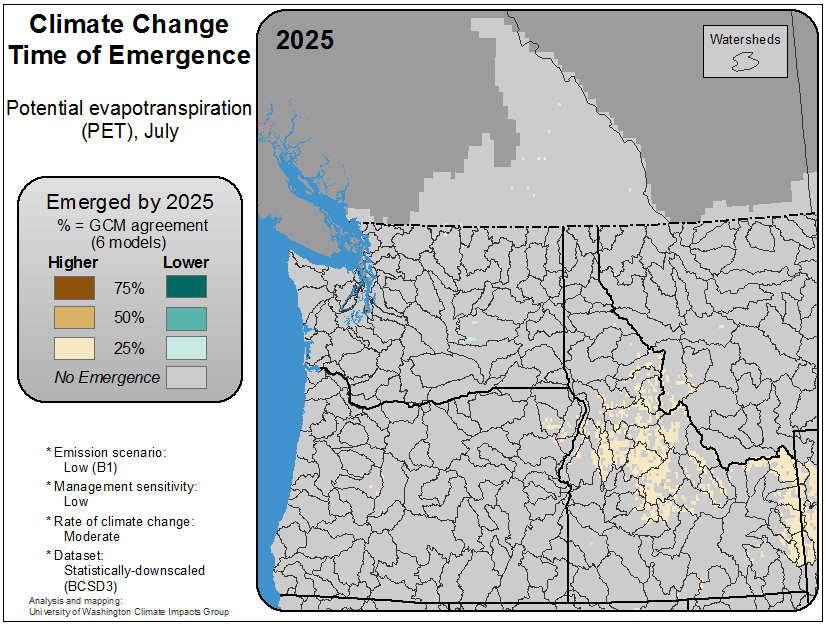 Climate Change
Time of Emergence
Potential evapotranspiration
(PET), July
Emerged by 2025
% = GCM agreement
(6 models)
Higher Lower
75%
50%
25%
No Emergence
* Emission scenario:
Low (B1)
* Management sensitivity:
Low
* Rate of climate change:
Moderate
* Dataset:
Statistically-downscaled
(BCSD3)
Analysis and mapping:
University of Washington Climate Impacts Group
2025
Watersheds